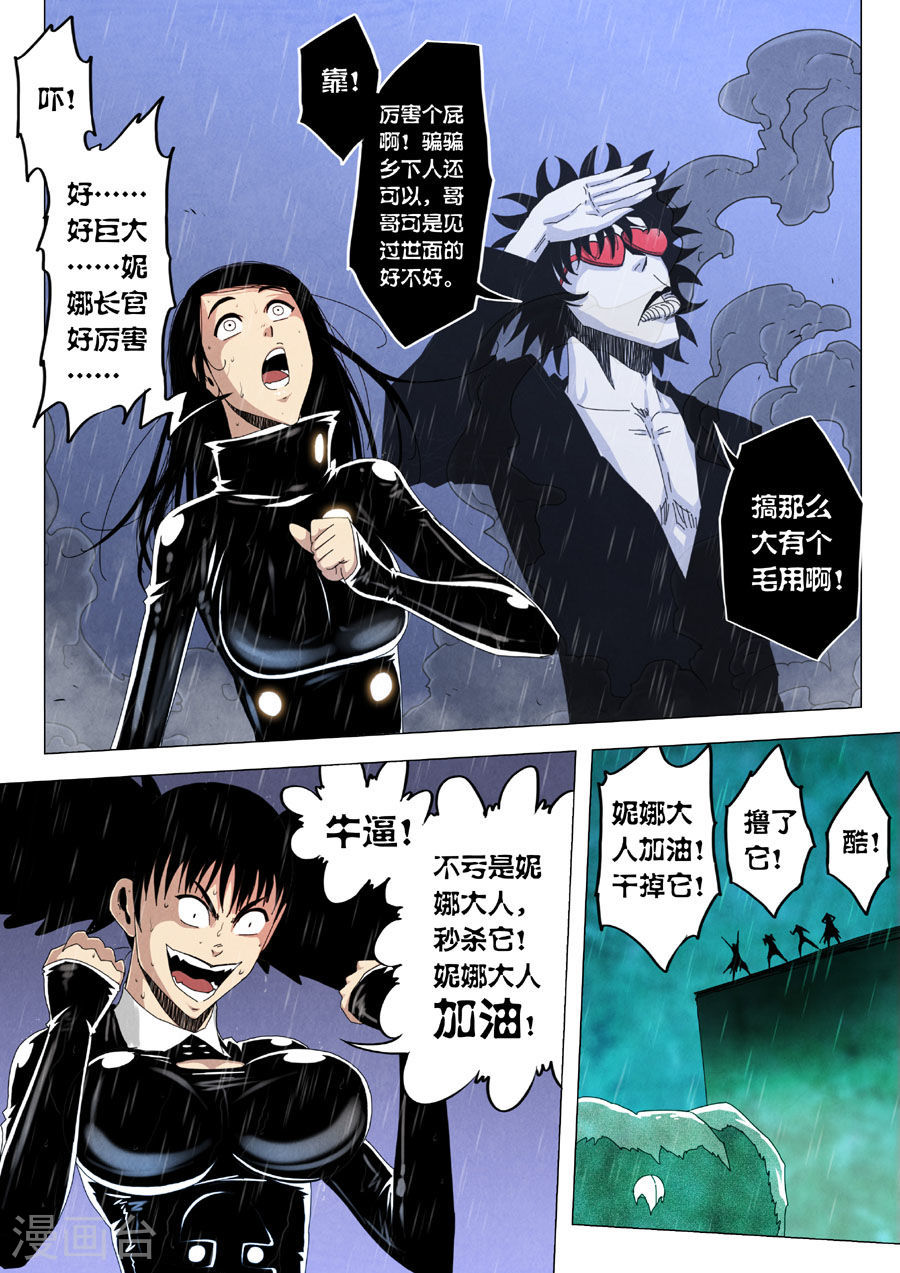 吓！
好……
好巨大
……妮
娜长官
好厉害
……
靠！
厉害个屁
啊！骗骗
乡下人还
可以，哥
哥可是见
过世面的
好不好。
搞那么
大有个
毛用啊！
牛逼！
不亏是妮
娜大人，
秒杀它！
妮娜大人
加油！
妮娜大
人加油！
干掉它！
撸了
它！
酷！
漫画台